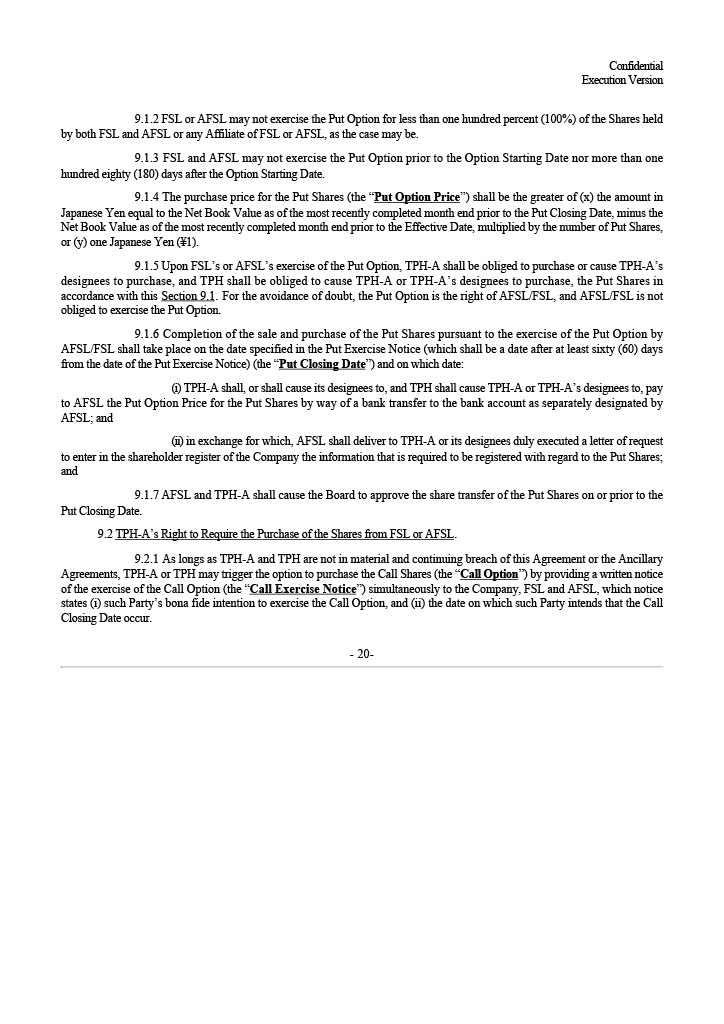 Confidential
Execution Version
9.1.2 FSL or AFSL may not exercise the Put Option for less than one hundred percent (100%) of the Shares held
by both FSL and AFSL or any Affiliate of FSL or AFSL, as the case may be.
9.1.3 FSL and AFSL may not exercise the Put Option prior to the Option Starting Date nor more than one
hundred eighty (180) days after the Option Starting Date.
9.1.4 The purchase price for the Put Shares (the “Put Option Price”) shall be the greater of (x) the amount in
Japanese Yen equal to the Net Book Value as of the most recently completed month end prior to the Put Closing Date, minus the
Net Book Value as of the most recently completed month end prior to the Effective Date, multiplied by the number of Put Shares,
or (y) one Japanese Yen (¥1).
9.1.5 Upon FSL’s or AFSL’s exercise of the Put Option, TPH-A shall be obliged to purchase or cause TPH-A’s
designees to purchase, and TPH shall be obliged to cause TPH-A or TPH-A’s designees to purchase, the Put Shares in
accordance with this Section 9.1. For the avoidance of doubt, the Put Option is the right of AFSL/FSL, and AFSL/FSL is not
obliged to exercise the Put Option.
9.1.6 Completion of the sale and purchase of the Put Shares pursuant to the exercise of the Put Option by
AFSL/FSL shall take place on the date specified in the Put Exercise Notice (which shall be a date after at least sixty (60) days
from the date of the Put Exercise Notice) (the “Put Closing Date”) and on which date:
(i) TPH-A shall, or shall cause its designees to, and TPH shall cause TPH-A or TPH-A’s designees to, pay
to AFSL the Put Option Price for the Put Shares by way of a bank transfer to the bank account as separately designated by
AFSL; and
(ii) in exchange for which, AFSL shall deliver to TPH-A or its designees duly executed a letter of request
to enter in the shareholder register of the Company the information that is required to be registered with regard to the Put Shares;
and
9.1.7 AFSL and TPH-A shall cause the Board to approve the share transfer of the Put Shares on or prior to the
Put Closing Date.
9.2 TPH-A’s Right to Require the Purchase of the Shares from FSL or AFSL.
9.2.1 As longs as TPH-A and TPH are not in material and continuing breach of this Agreement or the Ancillary
Agreements, TPH-A or TPH may trigger the option to purchase the Call Shares (the “Call Option”) by providing a written notice
of the exercise of the Call Option (the “Call Exercise Notice”) simultaneously to the Company, FSL and AFSL, which notice
states (i) such Party’s bona fide intention to exercise the Call Option, and (ii) the date on which such Party intends that the Call
Closing Date occur.
- 20-